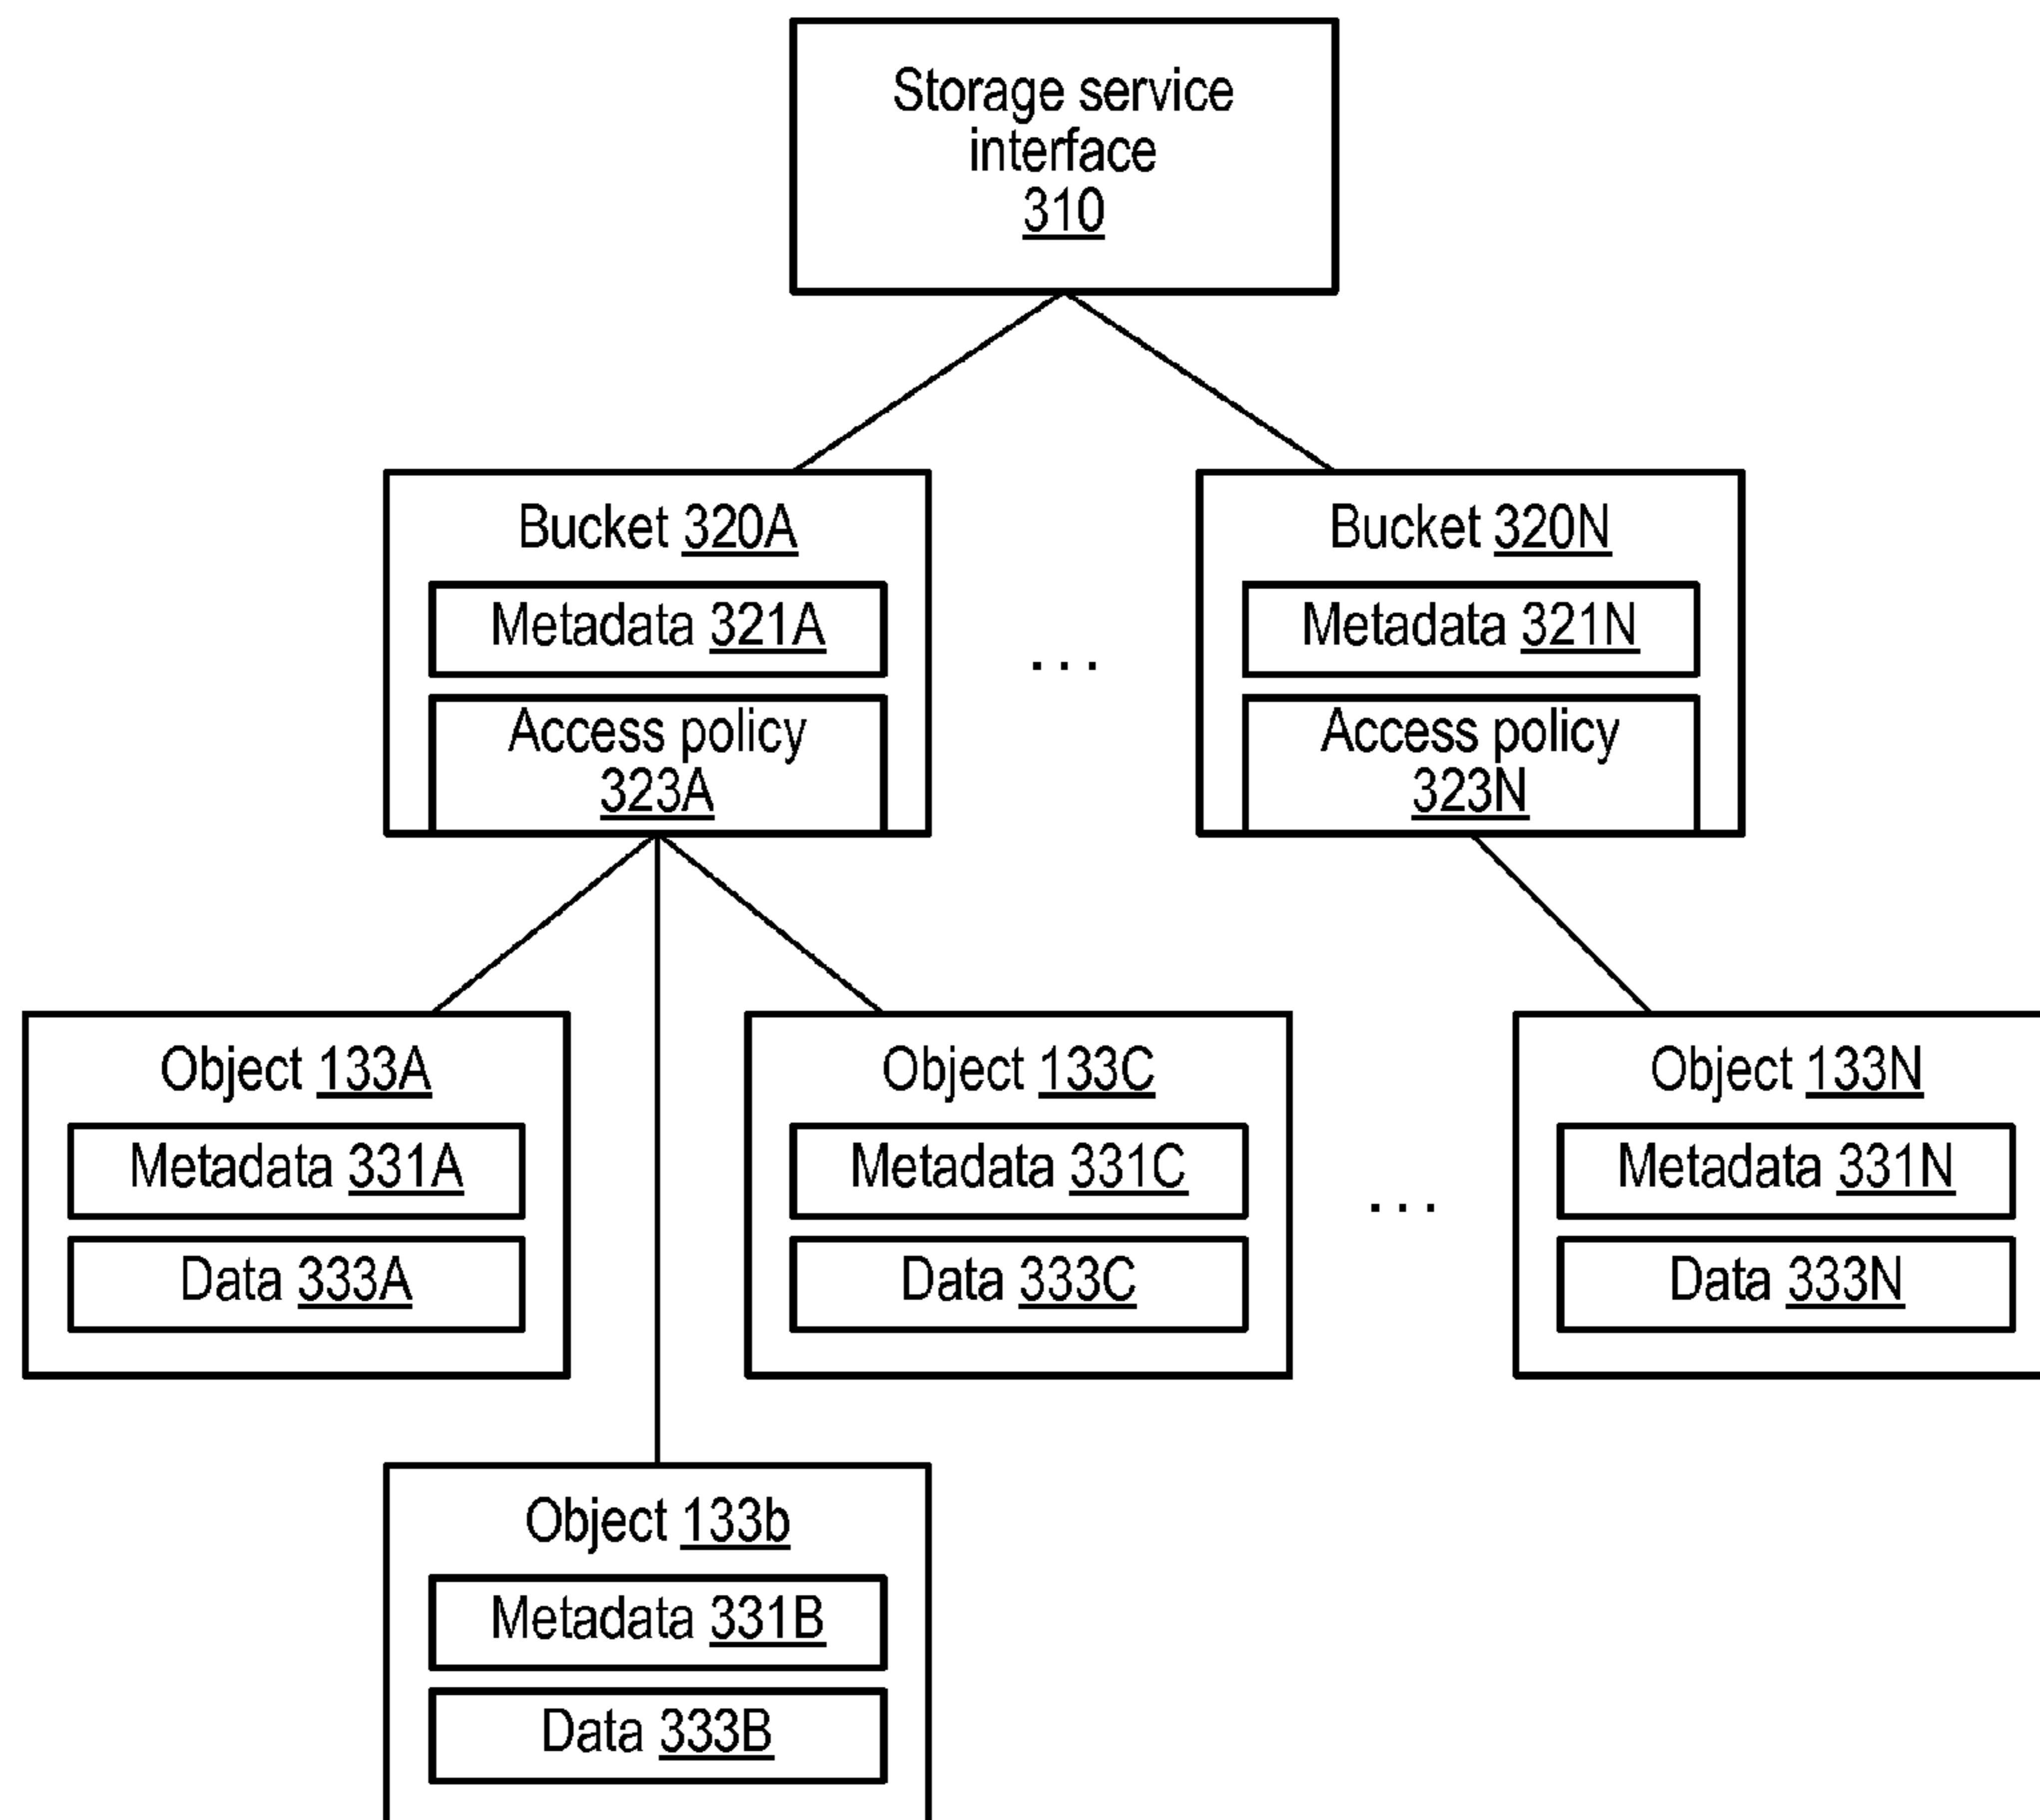 Storage service
interface
310
Bucket 320A
Metadata 321A
Access policy
323A
...
Bucket 320N
Metadata 321N
Access policy
323N
Object 133A
Metadata 331A
Data 333A
Object 133C
Metadata 331C
Data 333C
...
Object 133N
Metadata 331N
Data 333N
Object 133b
Metadata 331B
Data 333B